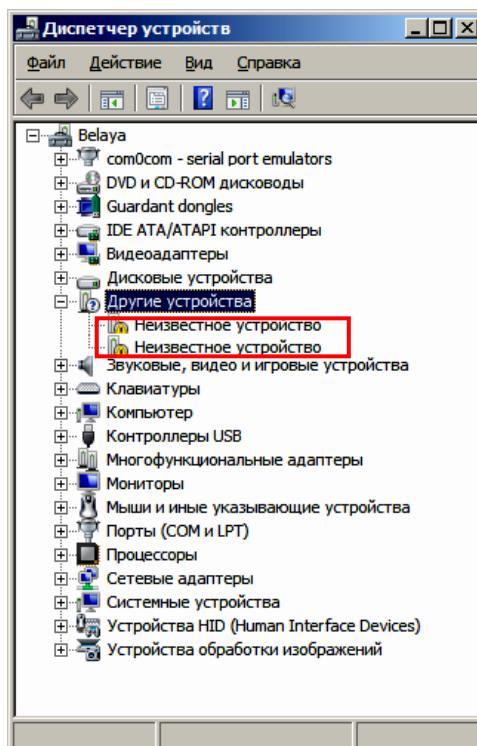 Диспетчер устройств
Файл Действие Вид Справка
Belaya
com0com - serial port emulators
DVD и CD-ROM дисководы
Guardant dongles
IDE ATA/ATAPI контроллеры
Видеоадаптеры
Дисковые устройства
Другие устройства
Неизвестное устройство
Неизвестное устройство
Звуковые, видео и игровые устройства
Клавиатуры
Компьютер
Контроллеры USB
Многофункциональные адаптеры
Мониторы
Мыши и иные указывающие устройства
Порты (COM и LPT)
Процессоры
Сетевые адаптеры
Системные устройства
Устройства HID (Human Interface Devices)
Устройства обработки изображений